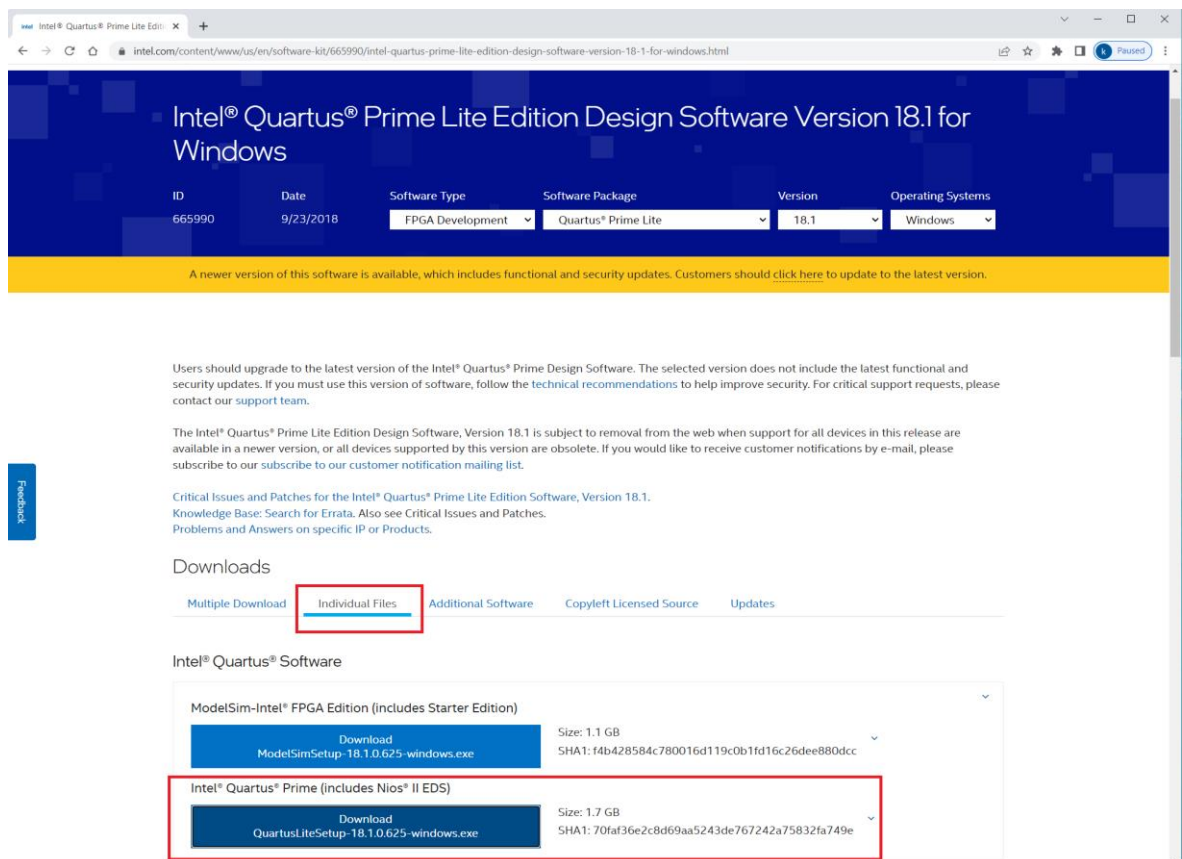 intel Intel® Quartus® Prime Lite Editi
intel.com/content/www/us/en/software-kit/665990/intel-quartus-prime-lite-edition-design-software-version-18-1-for-windows.html
k Paused
Intel® Quartus® Prime Lite Edition Design Software Version 18.1 for
Windows
ID Date Software Type Software Package Version Operating Systems
665990 9/23/2018 FPGA Development Quartus® Prime Lite 18.1 Windows
A newer version of this software is available, which includes functional and security updates. Customers should click here to update to the latest version.
Users should upgrade to the latest version of the Intel® Quartus® Prime Design Software. The selected version does not include the latest functional and
security updates. If you must use this version of software, follow the technical recommendations to help improve security. For critical support requests, please
contact our support team.
The Intel® Quartus® Prime Lite Edition Design Software, Version 18.1 is subject to removal from the web when support for all devices in this release are
available in a newer version, or all devices supported by this version are obsolete. If you would like to receive customer notifications by e-mail, please
subscribe to our subscribe to our customer notification mailing list.
Feedback
Critical Issues and Patches for the Intel® Quartus® Prime Lite Edition Software, Version 18.1.
Knowledge Base: Search for Errata. Also see Critical Issues and Patches.
Problems and Answers on specific IP or Products.
Downloads
Multiple Download Individual Files Additional Software Copyleft Licensed Source Updates
Intel® Quartus® Software
ModelSim-Intel® FPGA Edition (includes Starter Edition)
Download
ModelSimSetup-18.1.0.625-windows.exe
Size: 1.1 GB
SHA1: f4b428584c780016d119c0b1fd16c26dee880dcc
Intel® Quartus® Prime (includes Nios® II EDS)
Download
QuartusLiteSetup-18.1.0.625-windows.exe
Size: 1.7 GB
SHA1: 70faf36e2c8d69aa5243de767242a75832fa749e